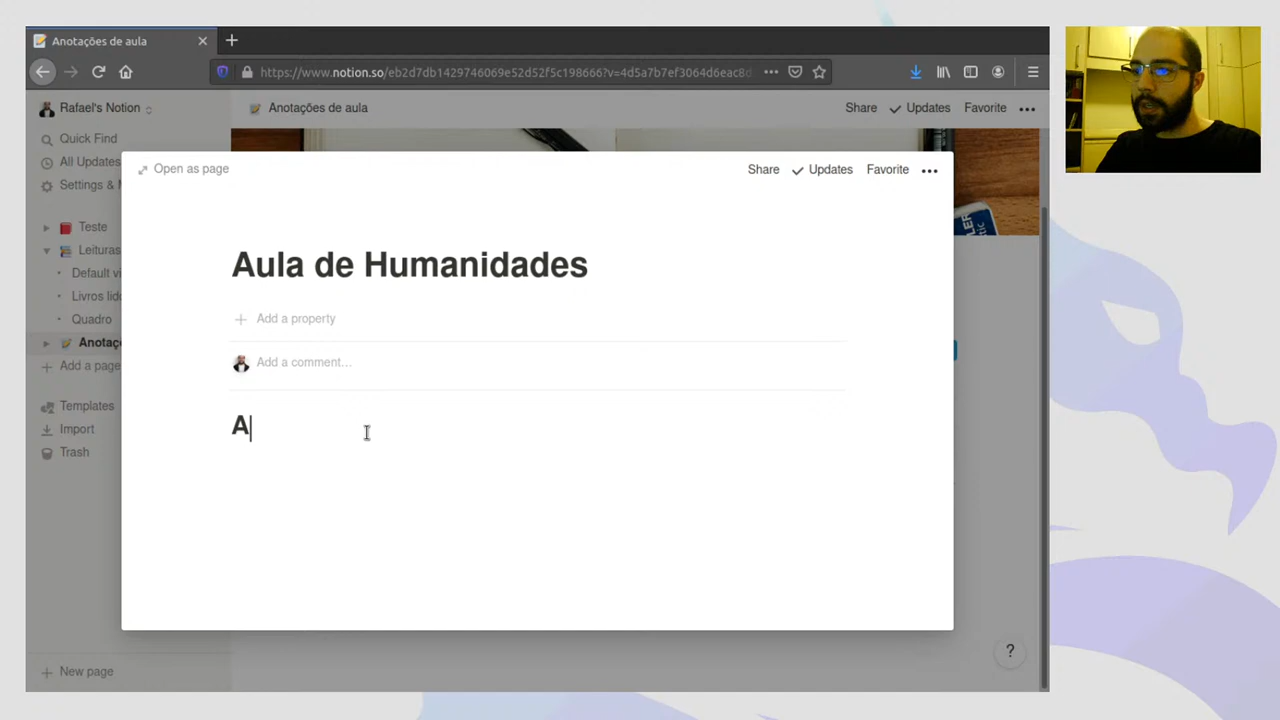 Anotações de aula
https://www.notion.so/eb2d7db1429746069e52d52f5c198666?v=4d5a7b7ef3064d6eac8d
Rafael's Notion
Anotações de aula
Share
Updates
Favorite
Quick Find
All Updates
Settings & M
Teste
Leituras
Default vi
Livros lido
Quadro
Anotaç
Add a page
Templates
Import
Trash
New page
Open as page
Share
Updates
Favorite
Aula de Humanidades
Add a property
Add a comment...
A
?